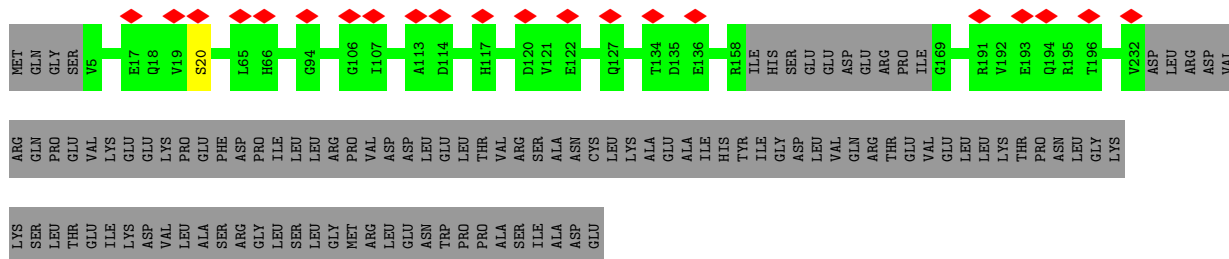 MET GLN GLY SER V5 E17 Q18 V19 S20 L65 H66 G94 G106 I107 A113 D114 H117 D120 V121 E122 Q127 T134 D135 E136 R158 ILE HIS SER GLU GLU ASP GLU ARG PRO ILE G169 R191 V192 E193 Q194 R195 T196 V232 ASP LEU ARG ASP VAL
ARG GLN PRO GLU VAL LYS GLU GLU LYS PRO GLU PHE ASP PRO ILE LEU LEU ARG PRO VAL ASP ASP LEU GLU LEU THR VAL ARG SER ALA ASN CYS LEU LYS ALA GLU ALA ILE HIS TYR ILE GLY ASP LEU VAL GLN ARG THR GLU VAL GLU LEU LEU LYS THR PRO ASN LEU GLY LYS
LYS SER LEU THR GLU ILE LYS ASP VAL LEU ALA SER ARG GLY LEU SER LEU GLY MET ARG LEU GLU ASN TRP PRO PRO ALA SER ILE ALA ASP GLU